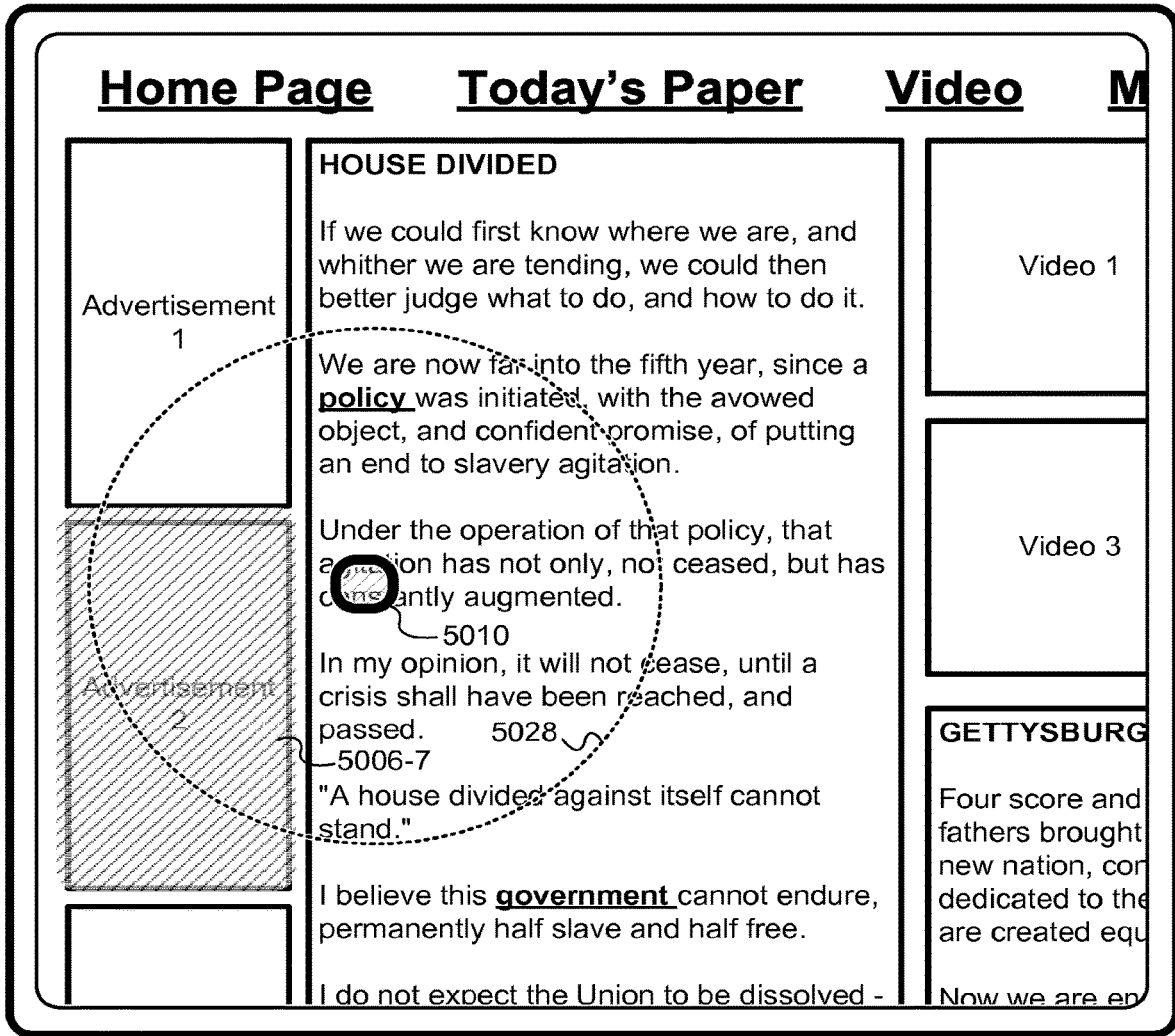 Home Page Today's Paper Video M
Advertisement
1
Advertisement
2
HOUSE DIVIDED
If we could first know where we are, and
whither we are tending, we could then
better judge what to do, and how to do it.
We are now far into the fifth year, since a
policy was initiated, with the avowed
object, and confident promise, of putting
an end to slavery agitation.
Under the operation of that policy, that
agitation has not only, not ceased, but has
constantly augmented.
5010
In my opinion, it will not cease, until a
crisis shall have been reached, and
passed.
5028
5006-7
"A house divided against itself cannot
stand."
I believe this government cannot endure,
permanently half slave and half free.
I do not expect the Union to be dissolved -
Video 1
Video 3
GETTYSBURG
Four score and
fathers brought
new nation, con
dedicated to the
are created equ
Now we are en